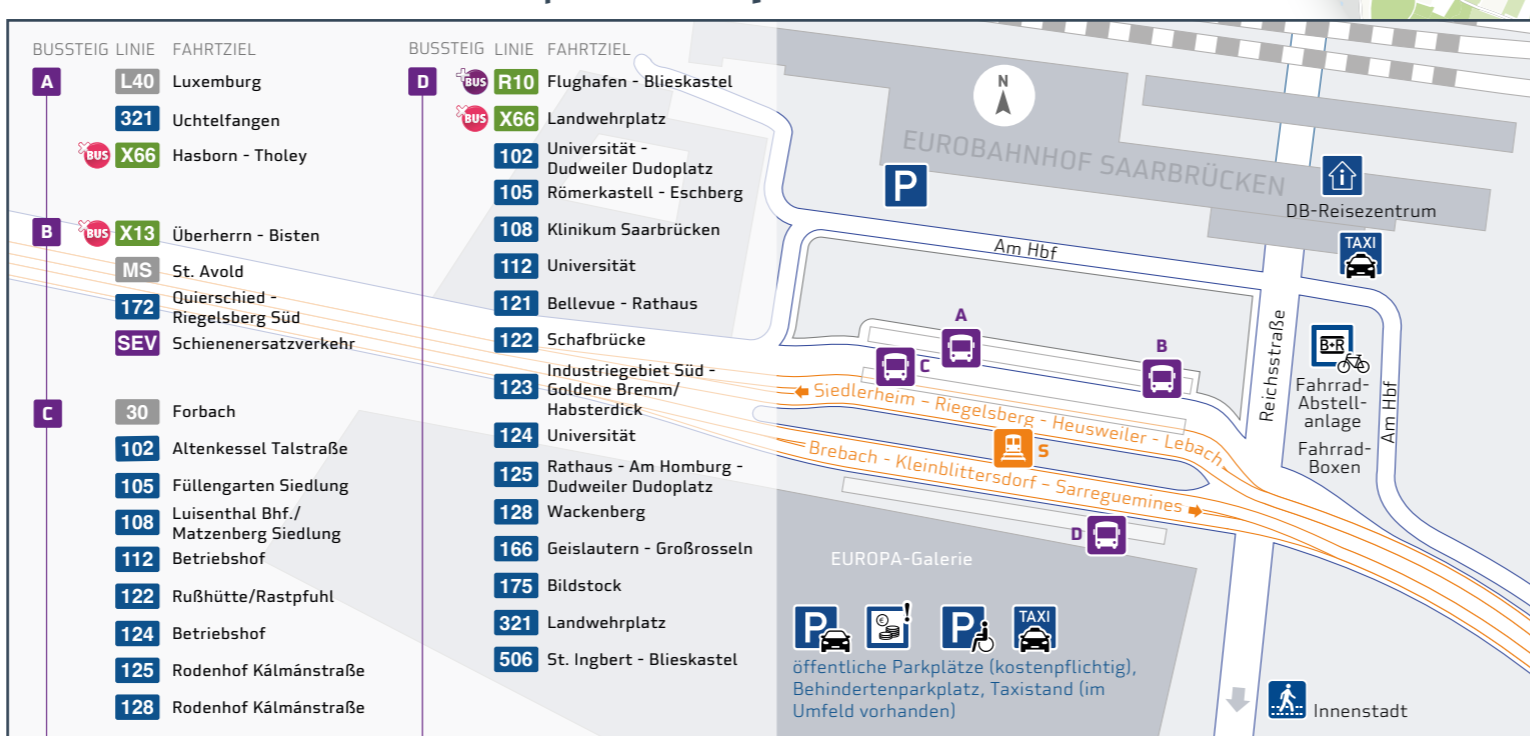 BUSSTEIG LINIE FAHRTZIEL
A
L40 Luxemburg
321 Uchtelfangen
xBUS X66 Hasborn - Tholey
B
xBUS X13 Überherrn - Bisten
MS St. Avold
172 Quierschied -
Riegelsberg Süd
SEV Schienenersatzverkehr
C
30 Forbach
102 Altenkessel Talstraße
105 Füllengarten Siedlung
108 Luisenthal Bhf./
Matzenberg Siedlung
112 Betriebshof
122 Rußhütte/Rastpfuhl
124 Betriebshof
125 Rodenhof Kálmánstraße
128 Rodenhof Kálmánstraße
BUSSTEIG LINIE FAHRTZIEL
D
+BUS R10 Flughafen - Blieskastel
xBUS X66 Landwehrplatz
102 Universität -
Dudweiler Dudoplatz
105 Römerkastell - Eschberg
108 Klinikum Saarbrücken
112 Universität
121 Bellevue - Rathaus
122 Schafbrücke
123 Industriegebiet Süd -
Goldene Bremm/
Habsterdick
124 Universität
125 Rathaus - Am Homburg -
Dudweiler Dudoplatz
128 Wackenberg
166 Geislautern - Großrosseln
175 Bildstock
321 Landwehrplatz
506 St. Ingbert - Blieskastel
N
EUROBAHNHOF SAARBRÜCKEN
P
i
DB-Reisezentrum
TAXI
Am Hbf
A
B
C
Reichsstraße
B+R
Fahrrad-
Abstell-
anlage
Fahrrad-
Boxen
Am Hbf
Siedlerheim - Riegelsberg - Heusweiler - Lebach
S
Brebach - Kleinblittersdorf - Sarreguemines
D
EUROPA-Galerie
P
€
!
P
TAXI
öffentliche Parkplätze (kostenpflichtig),
Behindertenparkplatz, Taxistand (im
Umfeld vorhanden)
Innenstadt